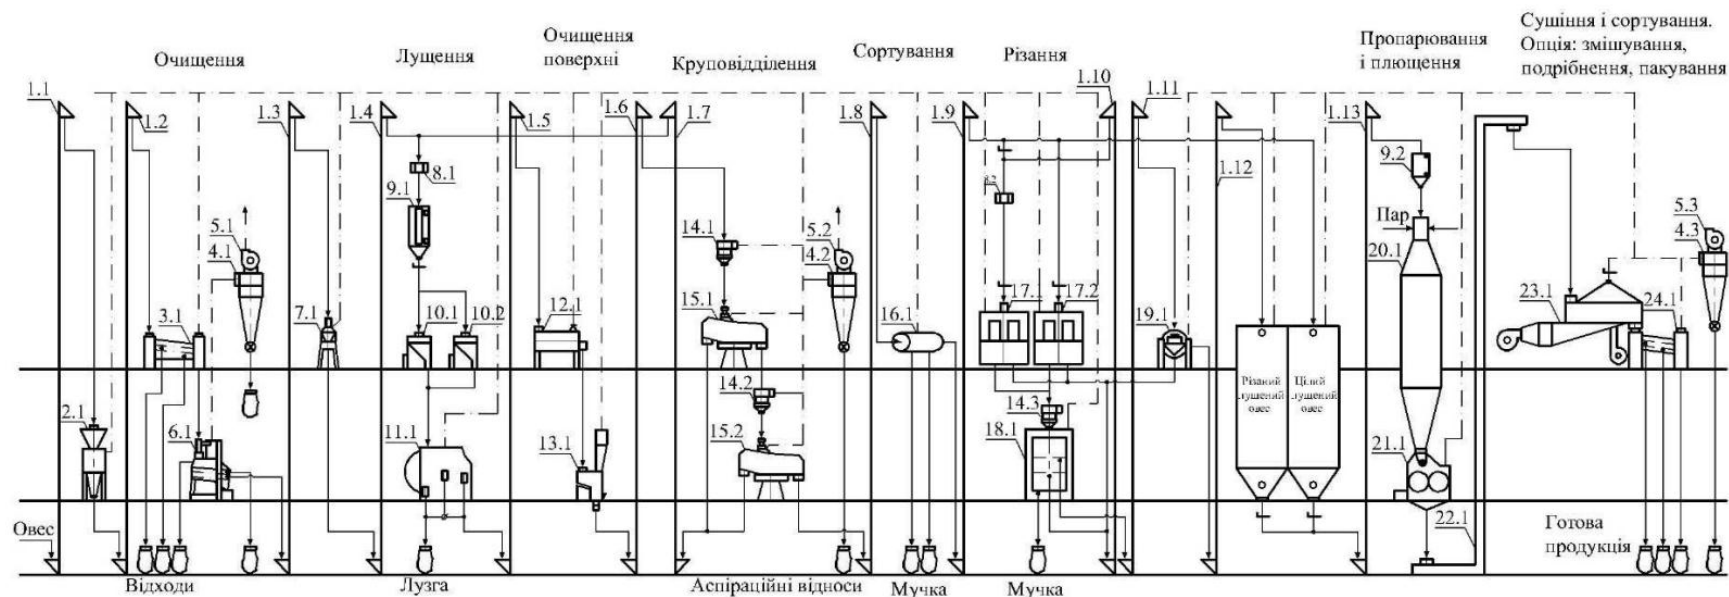 Очищення
Лущення
Очищення
поверхні
Круповідділення
Сортування
Різання
Пропарювання
і плющення
Сушіння і сортування.
Опція: змішування,
подрібнення, пакування
1.1
1.2
1.3
1.4
1.5
1.6
1.7
1.8
1.9
1.10
1.11
1.12
1.13
8.1
9.1
8.2
9.2
Пар
5.1
4.1
14.1
5.2
4.2
5.3
4.3
20.1
3.1
7.1
10.1
10.2
12.1
15.1
16.1
17.1
17.2
19.1
23.1
24.1
Різаний
лущений
овес
Цілий
лущений
овес
2.1
6.1
11.1
13.1
14.2
15.2
14.3
18.1
21.1
22.1
Овес
Готова
продукція
Відходи
Лузга
Аспіраційні відноси
Мучка
Мучка